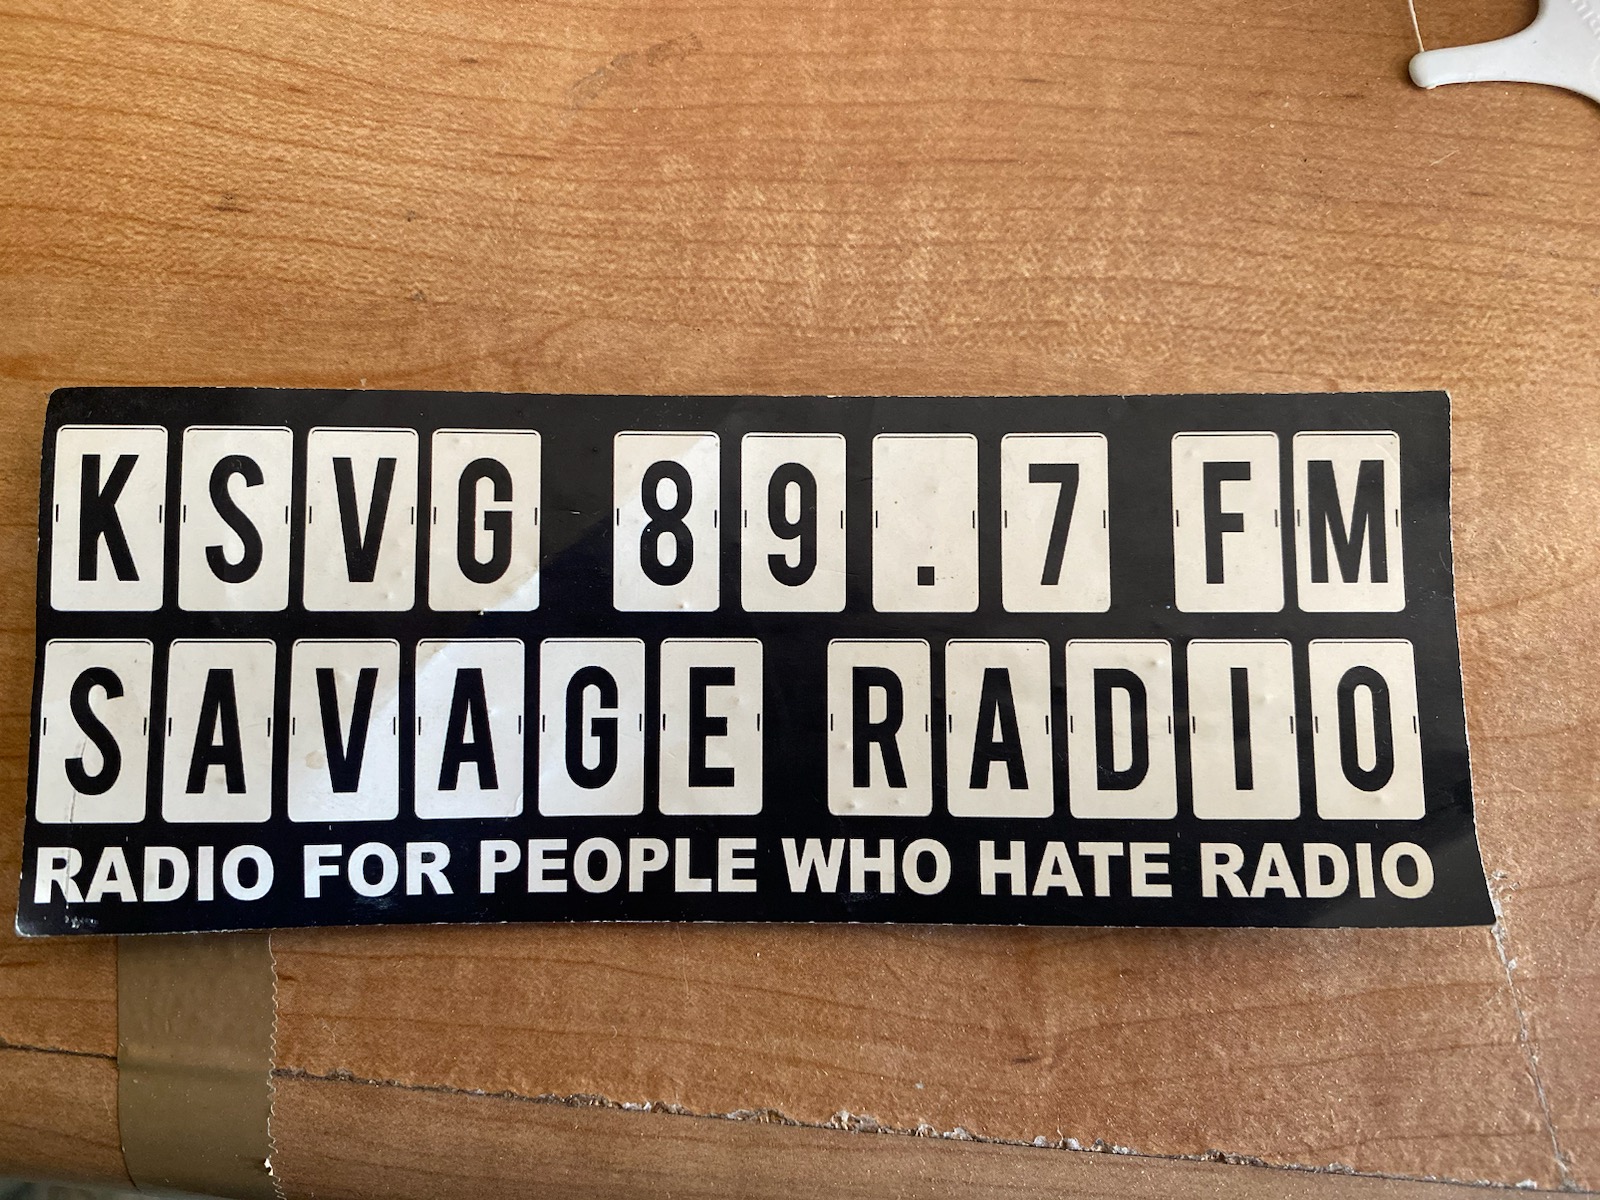 KSVG 89.7 FM
SAVAGE RADIO
RADIO FOR PEOPLE WHO HATE RADIO